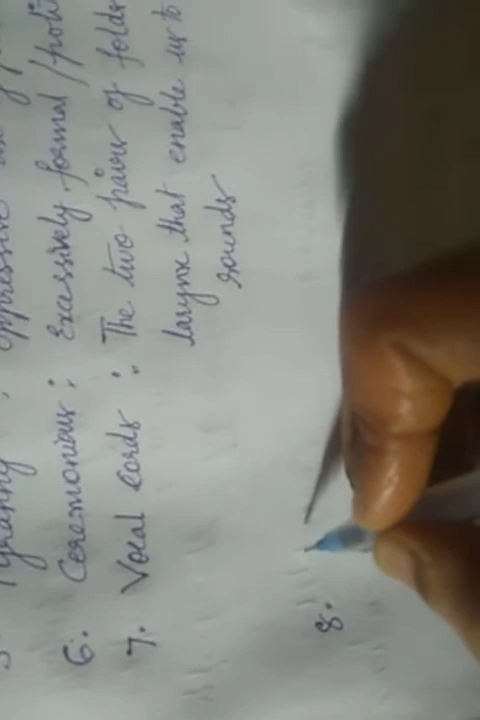 5. Tyranny : oppressive
6. Ceremonious : Excessively formal /
7. Vocal Cords : The two pairs of folds
larynx that enable us to
sounds
8.